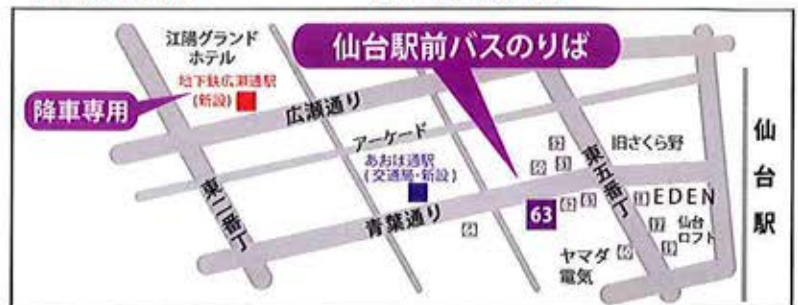 江陽グランド
ホテル
地下鉄広瀬通駅
(新設)
降車専用
仙台駅前バスのりば
広瀬通り
アーケード
あおば通駅
(交通局・新設)
旧さくら野
東五番丁
仙台駅
東二番丁
青葉通り
63
EDEN
仙台
ロフト
ヤマダ
電気